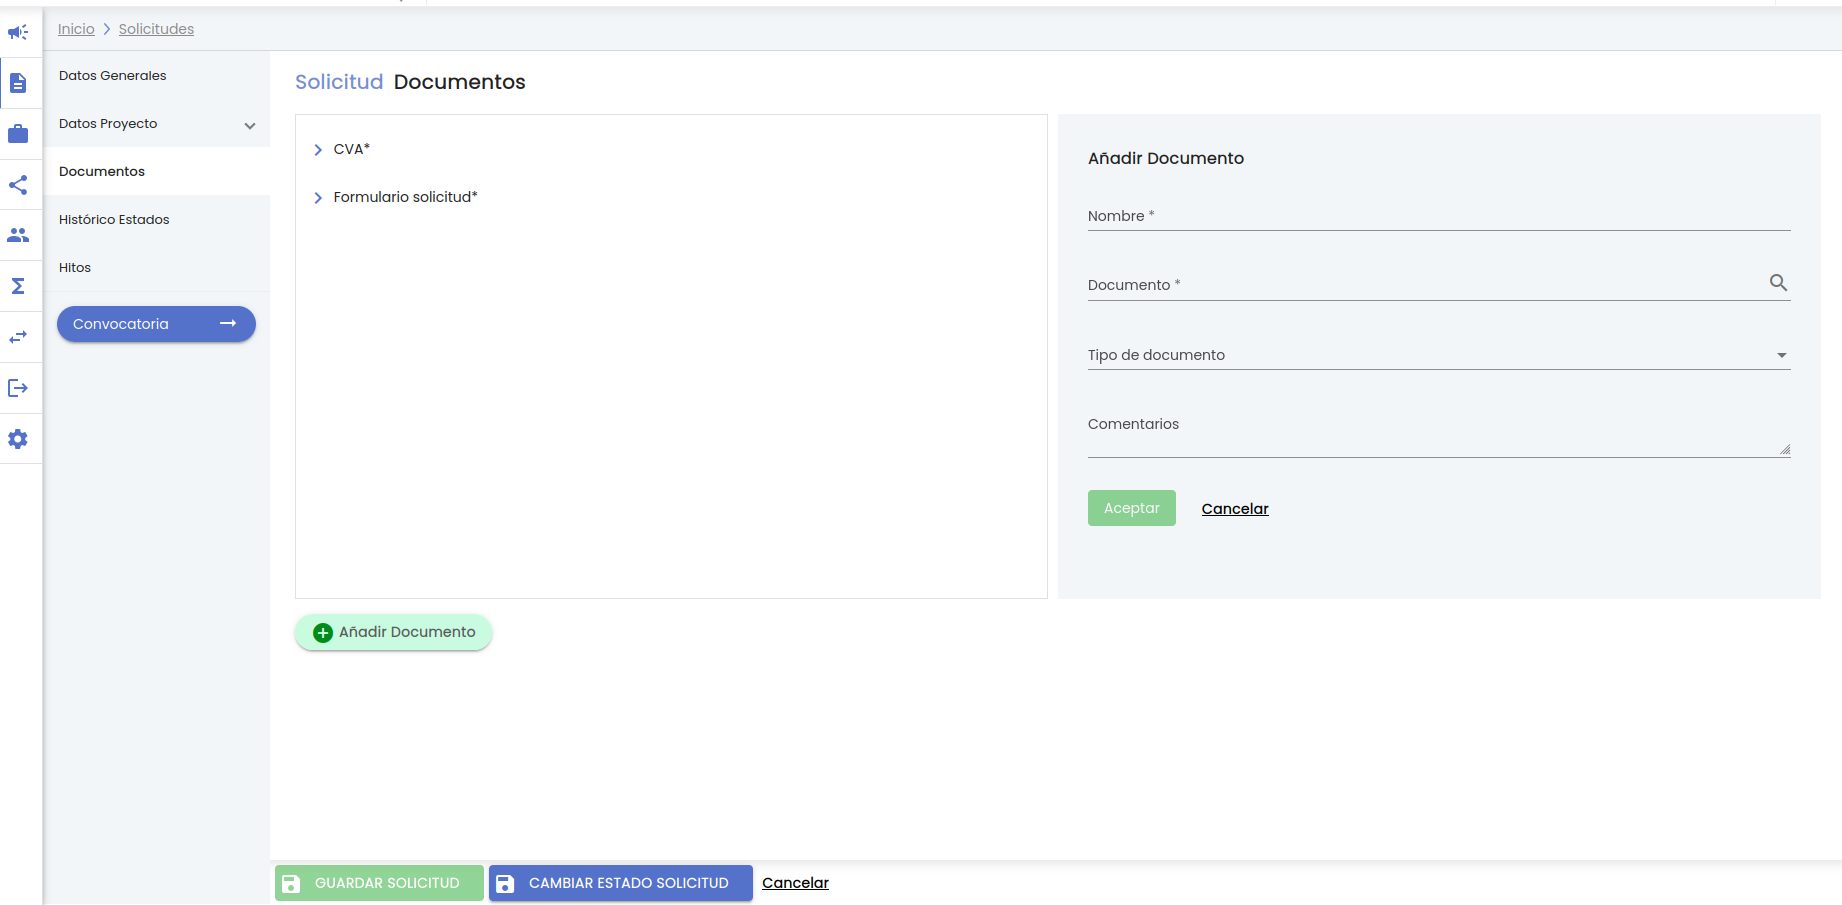 Inicio > Solicitudes
Datos Generales
Datos Proyecto
Documentos
Histórico Estados
Hitos
Convocatoria
Solicitud Documentos
CVA*
Formulario solicitud*
Añadir Documento
Añadir Documento
Nombre *
Documento *
Tipo de documento
Comentarios
Aceptar Cancelar
GUARDAR SOLICITUD CAMBIAR ESTADO SOLICITUD Cancelar